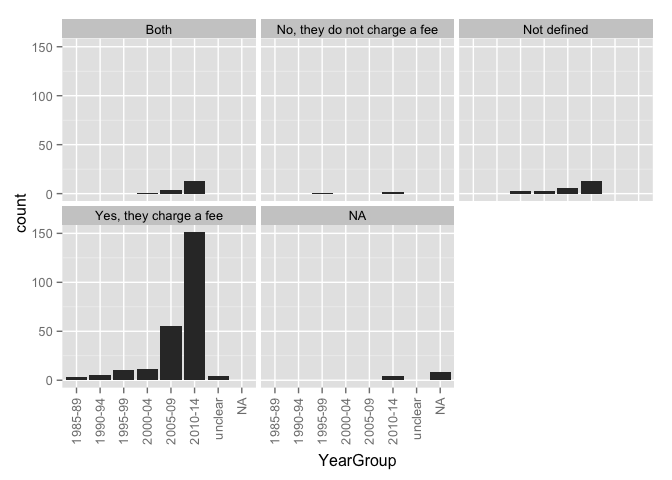 Both
No, they do not charge a fee
Not defined
150
100
50
0
Yes, they charge a fee
NA
150
100
50
0
count
1985-89
1990-94
1995-99
2000-04
2005-09
2010-14
unclear
NA
1985-89
1990-94
1995-99
2000-04
2005-09
2010-14
unclear
NA
YearGroup